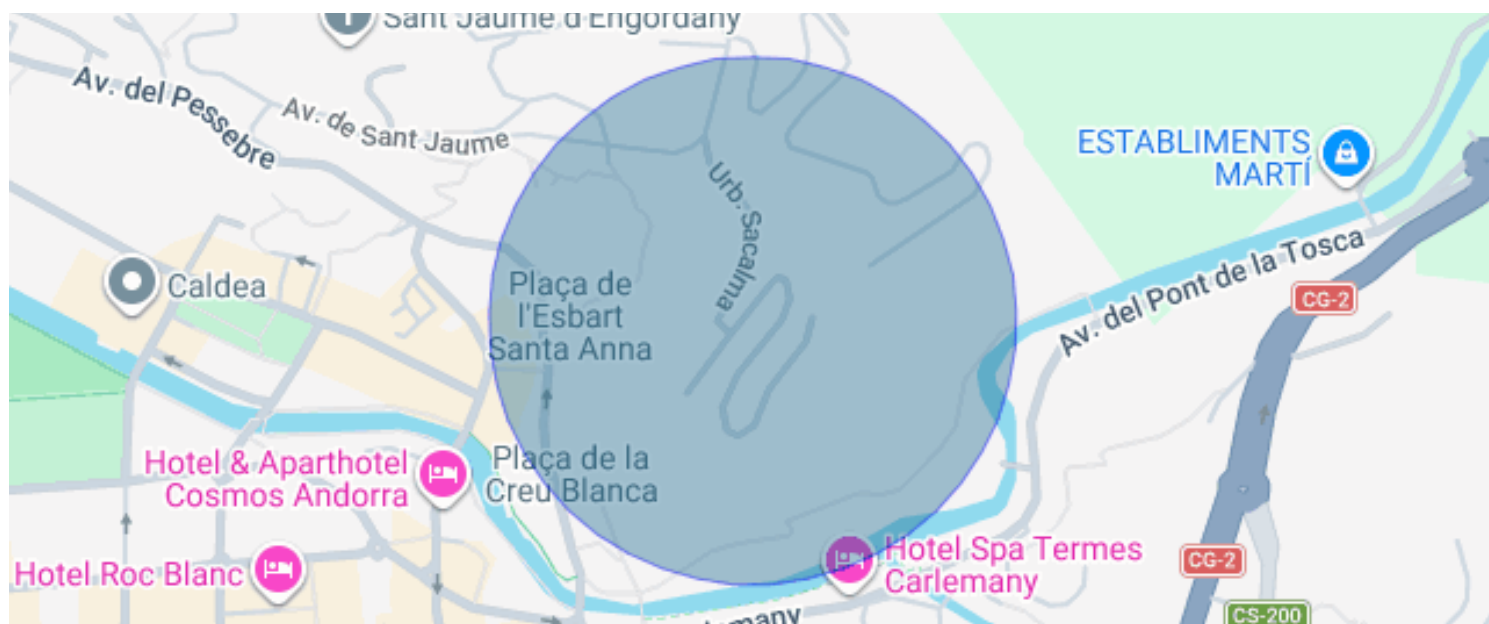 Sant Jaume d'Engordany
Av. del Pessebre
Av. de Sant Jaume
ESTABLIMENTS
MARTÍ
Urb. Sacalma
Av. del Pont de la Tosca
Caldea
Plaça de
l'Esbart
Santa Anna
CG-2
Hotel & Aparthotel
Cosmos Andorra
Plaça de la
Creu Blanca
Hotel Roc Blanc
Hotel Spa Termes
Carlemany
CG-2
CS-200